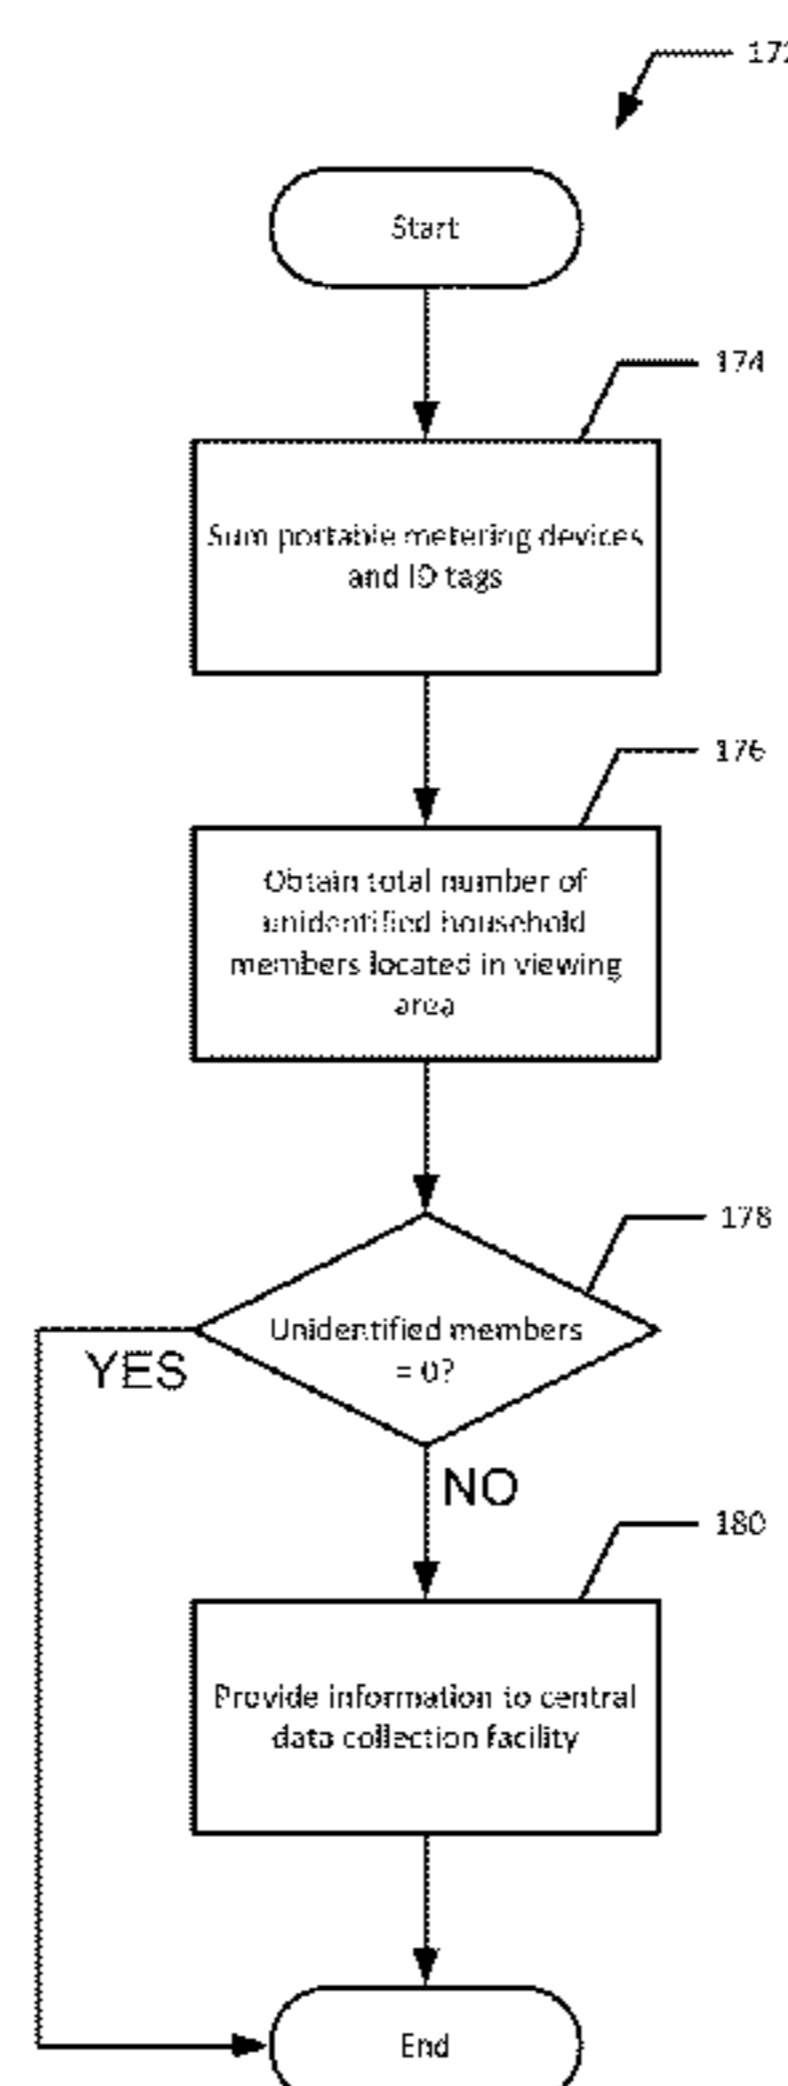 172
Start
174
Sum portable metering devices
and ID tags
176
Obtain total number of
unidentified household
members located in viewing
area
178
Unidentified members
= 0?
YES
NO
180
Provide information to central
data collection facility
End